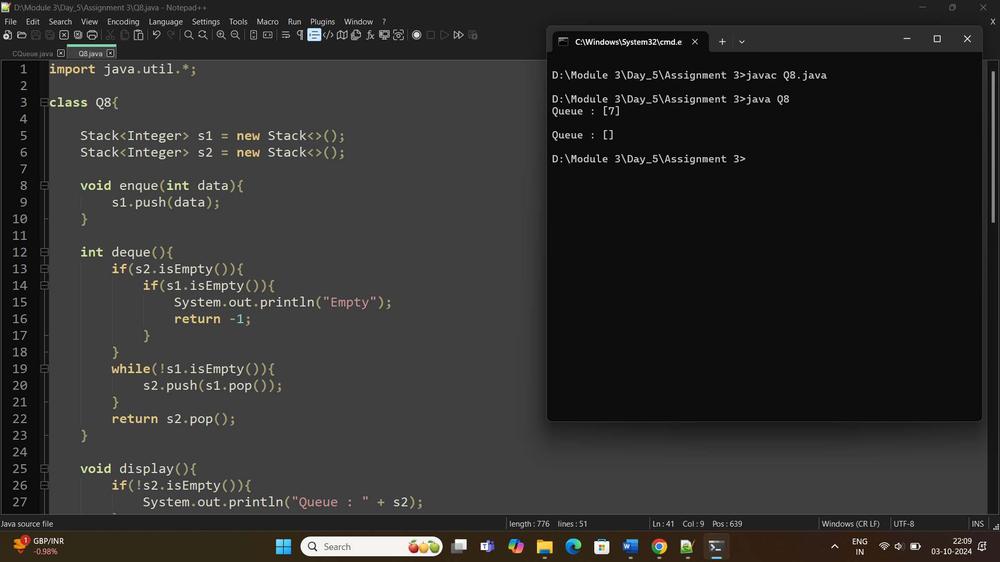 D:\Module 3\Day_5\Assignment 3\Q8.java - Notepad++
File Edit Search View Encoding Language Settings Tools Macro Run Plugins Window ?
X
CQueue.java
Q8.java
1 import java.util.*;
2
3 class Q8{
4
5 Stack<Integer> s1 = new Stack<>();
6 Stack<Integer> s2 = new Stack<>();
7
8 void enque(int data){
9 s1.push(data);
10 }
11
12 int deque(){
13 if(s2.isEmpty()){
14 if(s1.isEmpty()){
15 System.out.println("Empty");
16 return -1;
17 }
18 }
19 while(!s1.isEmpty()){
20 s2.push(s1.pop());
21 }
22 return s2.pop();
23 }
24
25 void display(){
26 if(!s2.isEmpty()){
27 System.out.println("Queue : " + s2);
C:\Windows\System32\cmd.e
D:\Module 3\Day_5\Assignment 3>javac Q8.java
D:\Module 3\Day_5\Assignment 3>java Q8
Queue : [7]
Queue : []
D:\Module 3\Day_5\Assignment 3>
Java source file
length : 776 lines : 51
Ln : 41 Col : 9 Pos : 639
Windows (CR LF)
UTF-8
INS
1
GBP/INR
-0.98%
Search
ENG
IN
22:09
03-10-2024